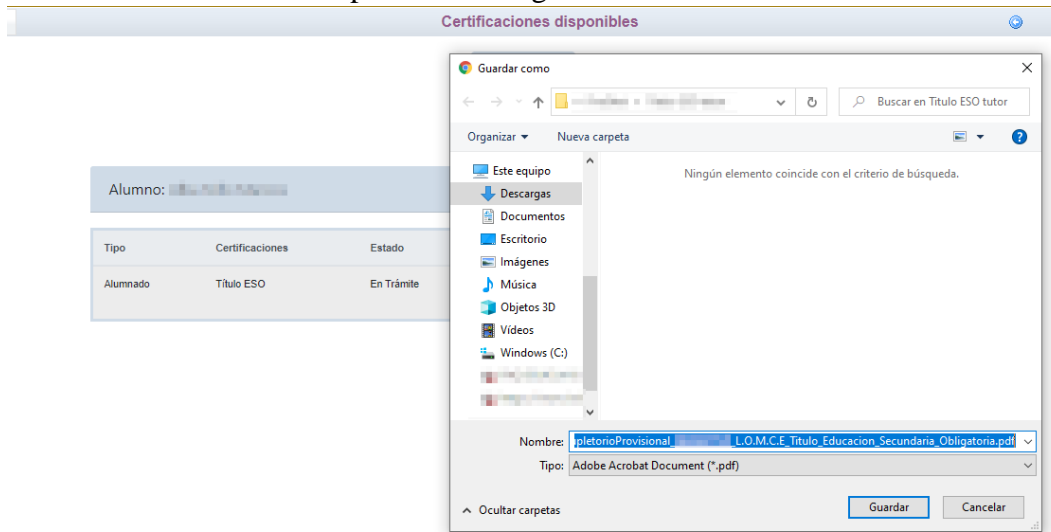 Certificaciones disponibles
Alumno:
Tipo Certificaciones Estado
Alumnado Título ESO En Trámite
Guardar como
Buscar en Titulo ESO tutor
Organizar Nueva carpeta
Este equipo
Descargas
Documentos
Escritorio
Imágenes
Música
Objetos 3D
Vídeos
Windows (C:)
Ningún elemento coincide con el criterio de búsqueda.
Nombre: pletorioProvisional_ _L.O.M.C.E_Titulo_Educacion_Secundaria_Obligatoria.pdf
Tipo: Adobe Acrobat Document (*.pdf)
Ocultar carpetas
Guardar Cancelar